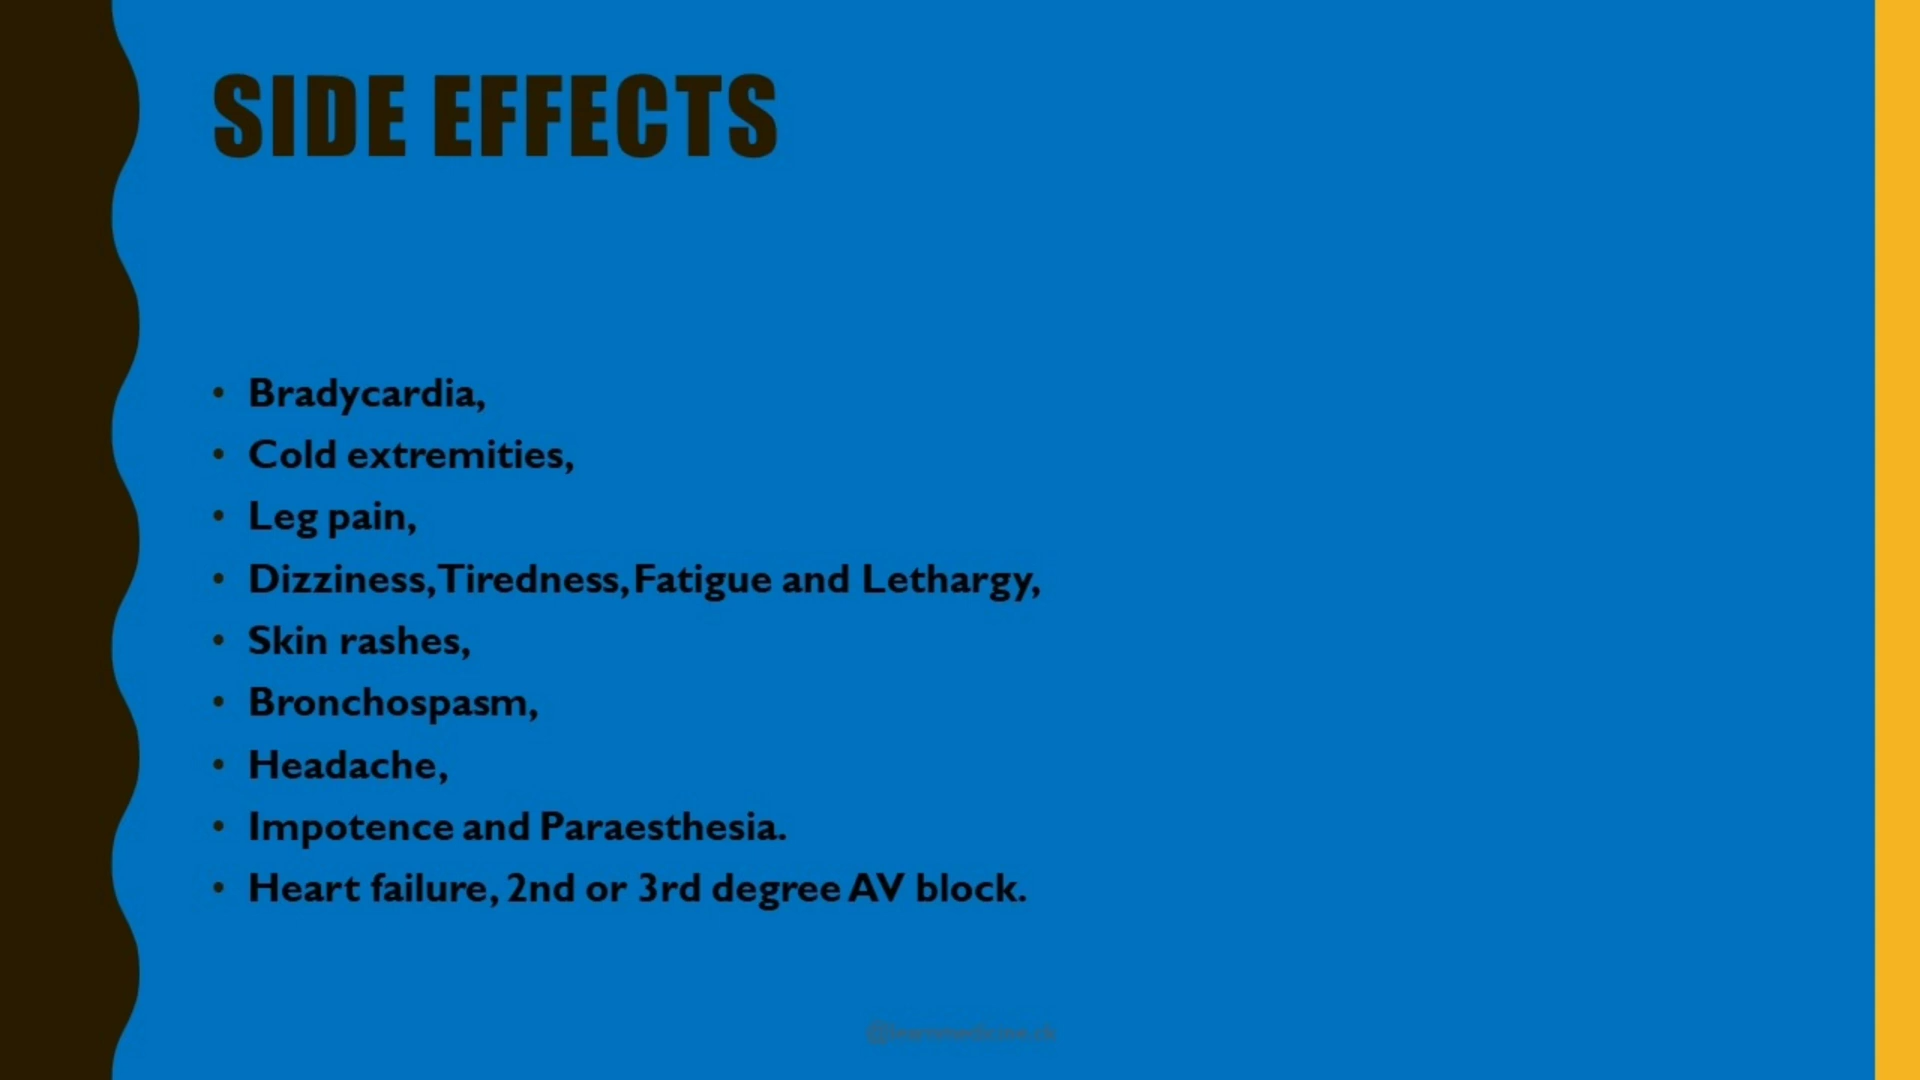 SIDE EFFECTS
• Bradycardia,
• Cold extremities,
• Leg pain,
• Dizziness, Tiredness, Fatigue and Lethargy,
• Skin rashes,
• Bronchospasm,
• Headache,
• Impotence and Paraesthesia.
• Heart failure, 2nd or 3rd degree AV block.